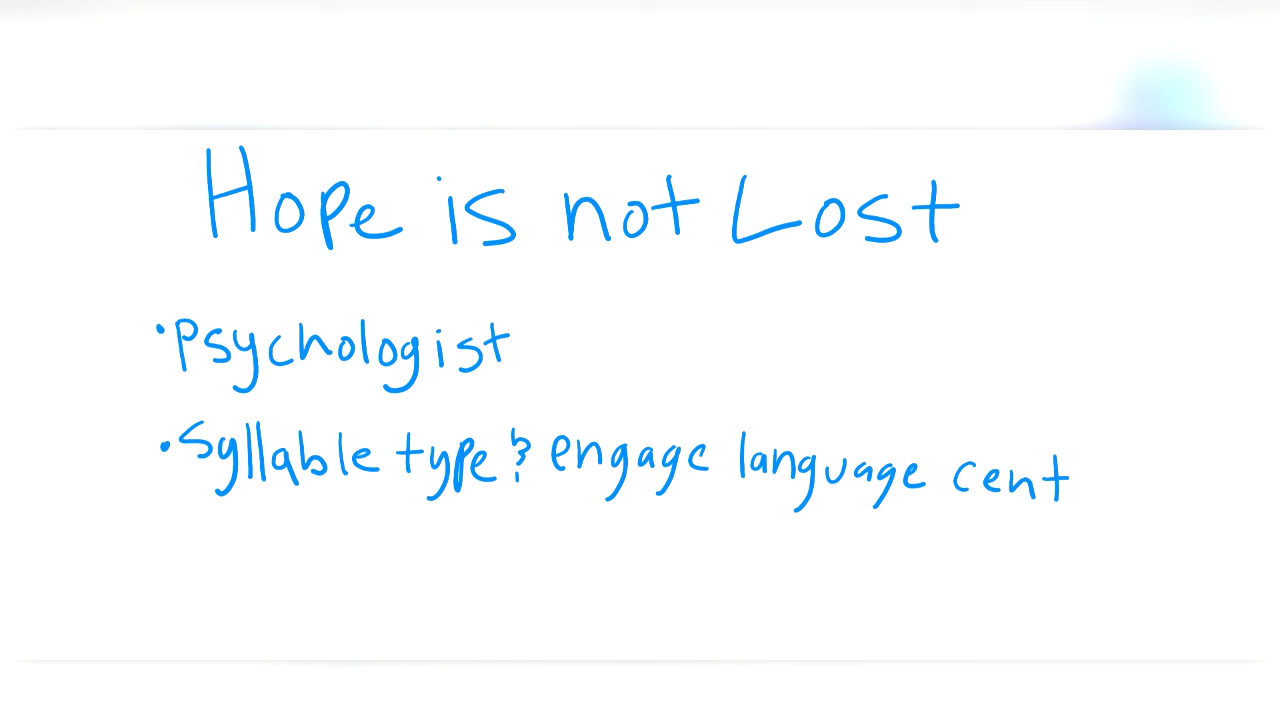 Hope is not Lost
• Psychologist
• Syllable type & engage language cent